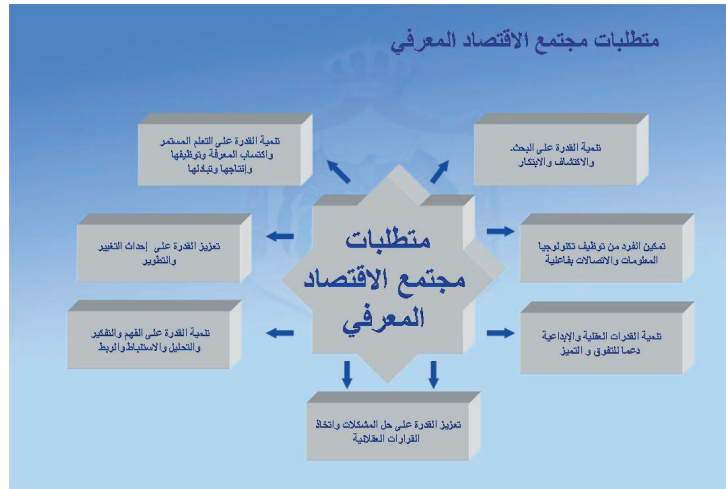 متطلبات مجتمع الاقتصاد المعرفي
تنمية القدرة على البحث.
والاكتشاف والابتكار
تنمية القدرة على التعلم المستمر
واكتساب المعرفة وتوظيفها
وإنتاجها وتبادلها
تمكين الفرد من توظيف تكنولوجيا
المعلومات والاتصالات بفاعلية
تعزيز القدرة على إحداث التغيير
والتطوير
متطلبات
مجتمع الاقتصاد
المعرفي
تنمية القدرات العقلية والإبداعية
دعما للتفوق و التميز
تنمية القدرة على الفهم والتفكير
والتحليل والاستنباط والربط
تعزيز القدرة على حل المشكلات واتخاذ
القرارات العقلانية